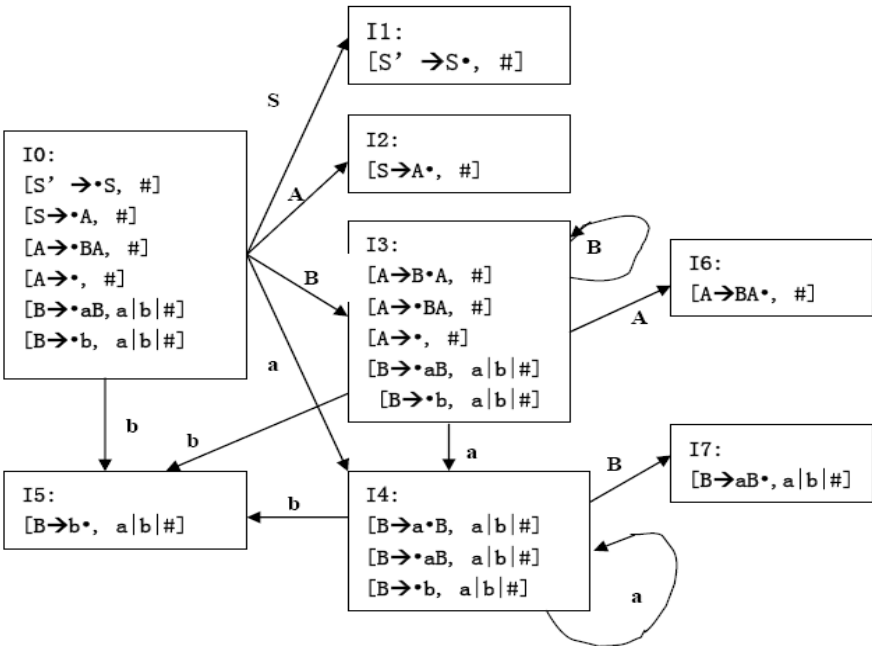 I1:
[S’ →S•, #]
S
I2:
[S→A•, #]
A
I0:
[S’ →•S, #]
[S→•A, #]
[A→•BA, #]
[A→•, #]
[B→•aB, a|b|#]
[B→•b, a|b|#]
B
I3:
[A→B•A, #]
[A→•BA, #]
[A→•, #]
[B→•aB, a|b|#]
[B→•b, a|b|#]
B
I6:
[A→BA•, #]
A
a
b
b
a
I5:
[B→b•, a|b|#]
b
I4:
[B→a•B, a|b|#]
[B→•aB, a|b|#]
[B→•b, a|b|#]
B
I7:
[B→aB•, a|b|#]
a